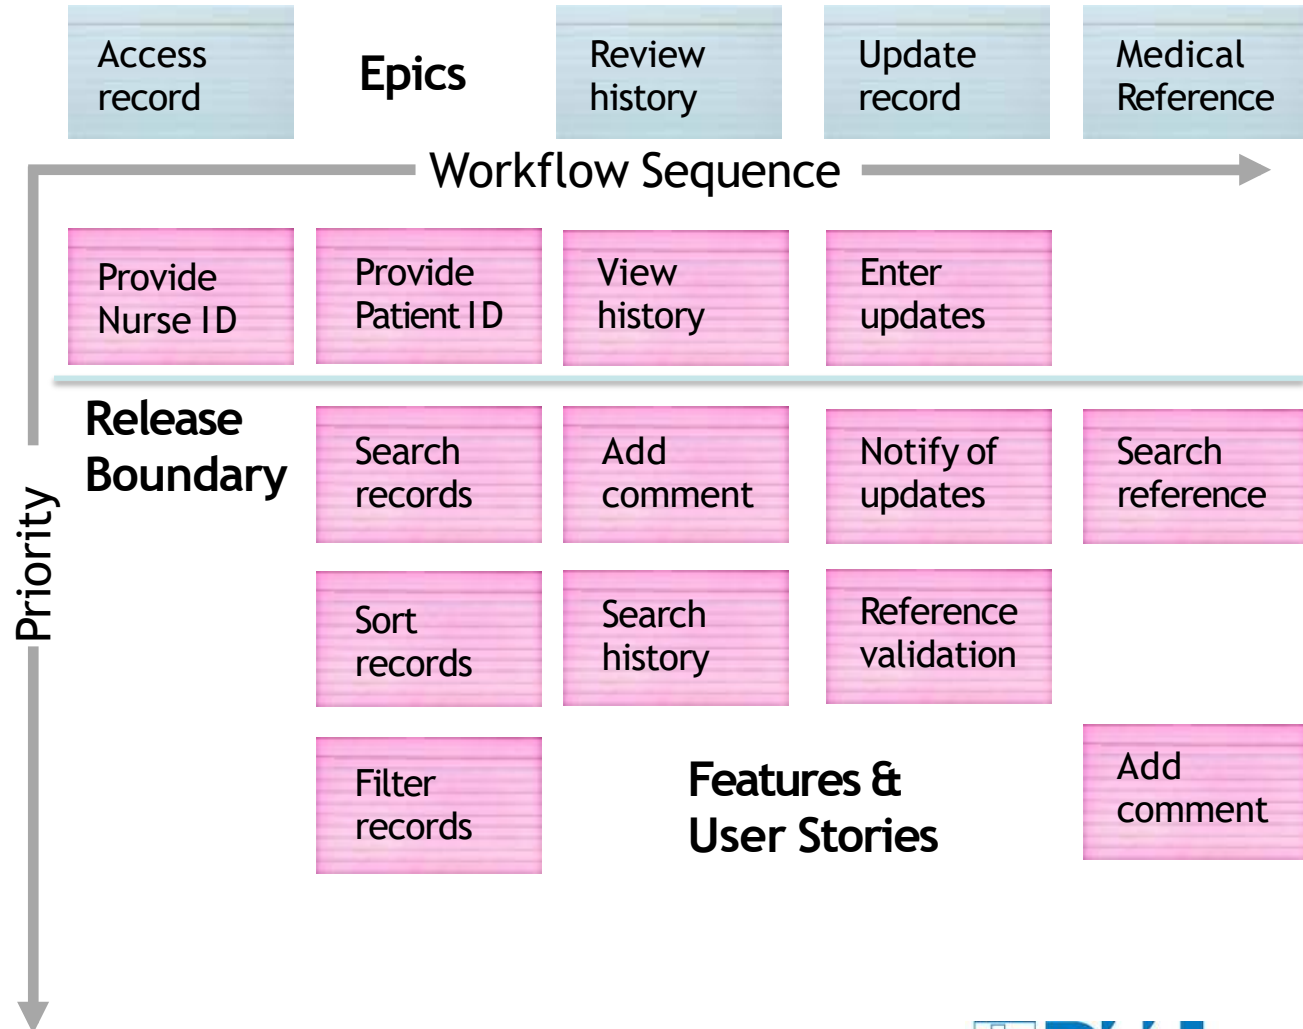 Access
record
Epics
Review
history
Update
record
Medical
Reference
Workflow Sequence
Provide
Nurse ID
Provide
Patient ID
View
history
Enter
updates
Release
Boundary
Search
records
Add
comment
Notify of
updates
Search
reference
Priority
Sort
records
Search
history
Reference
validation
Filter
records
Features &
User Stories
Add
comment